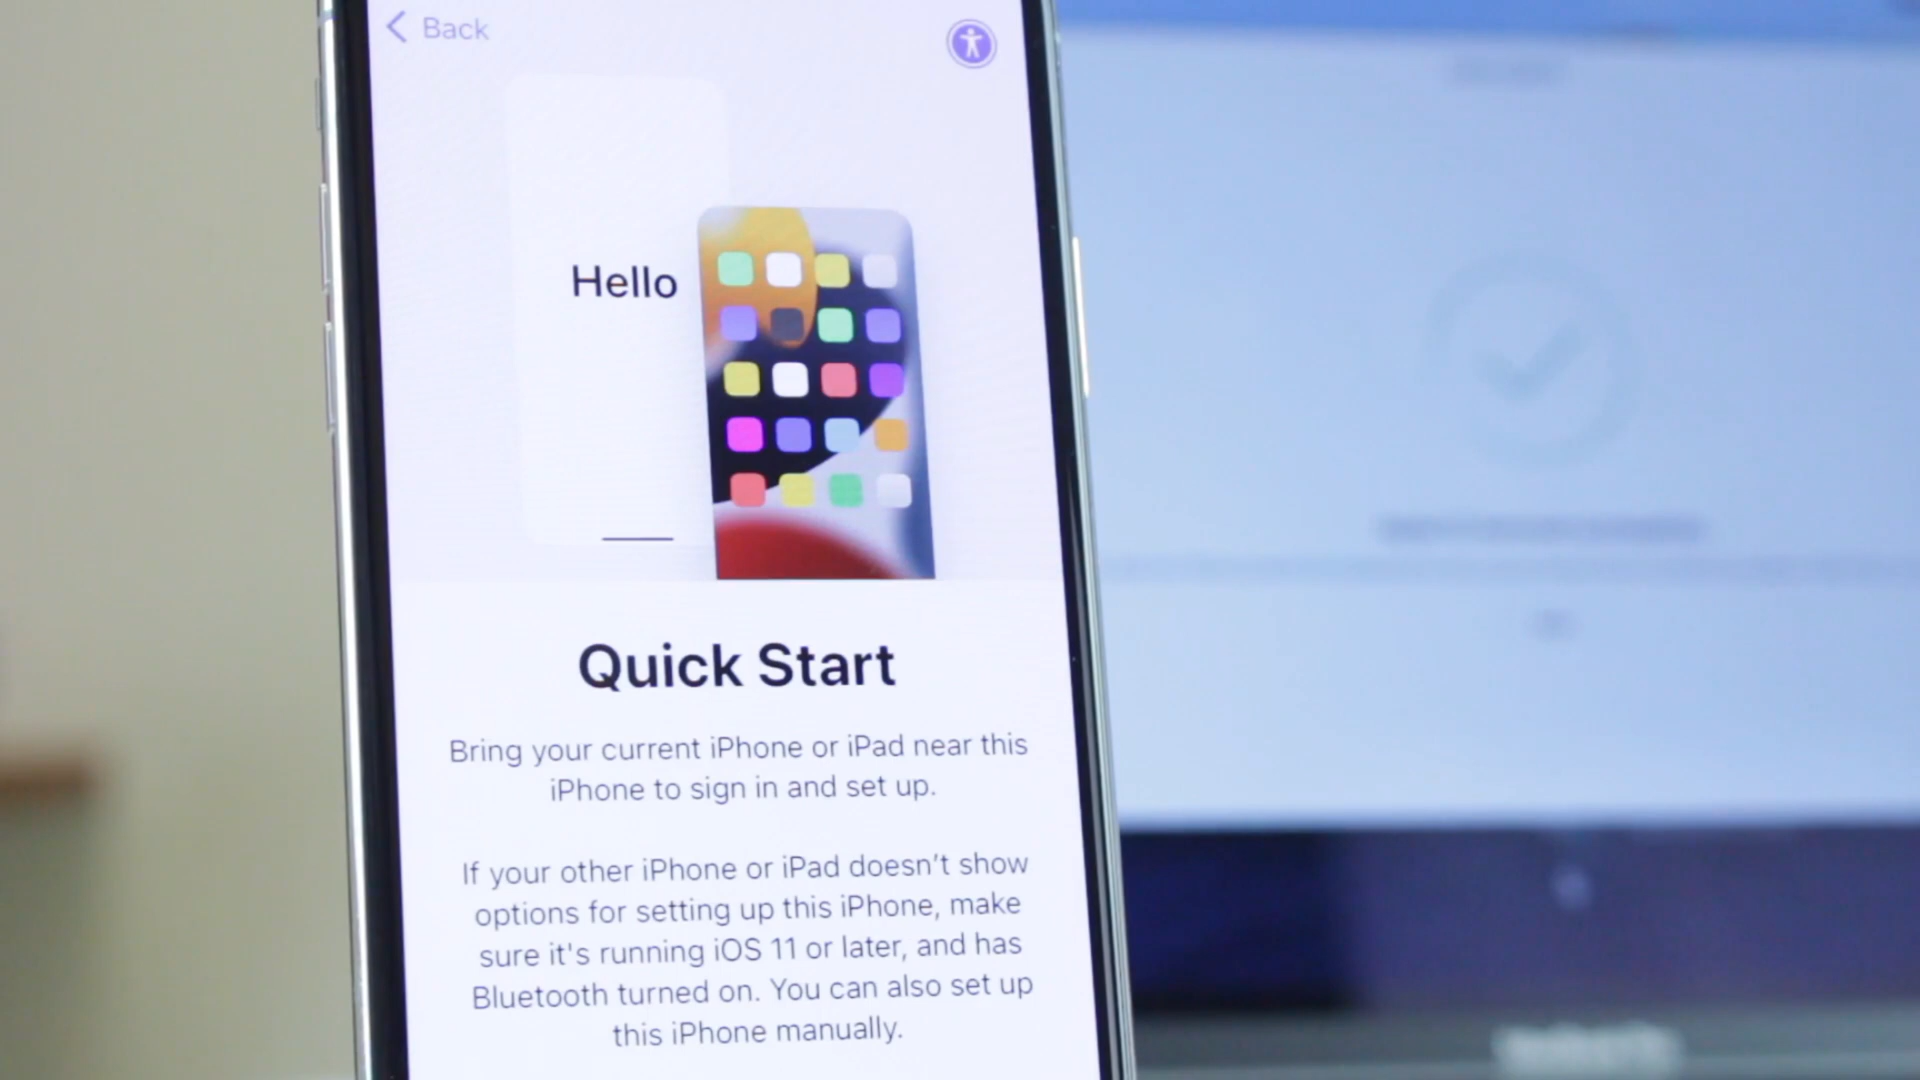 Back
Hello
Quick Start
Bring your current iPhone or iPad near this
iPhone to sign in and set up.
If your other iPhone or iPad doesn't show
options for setting up this iPhone, make
sure it's running iOS 11 or later, and has
Bluetooth turned on. You can also set up
this iPhone manually.